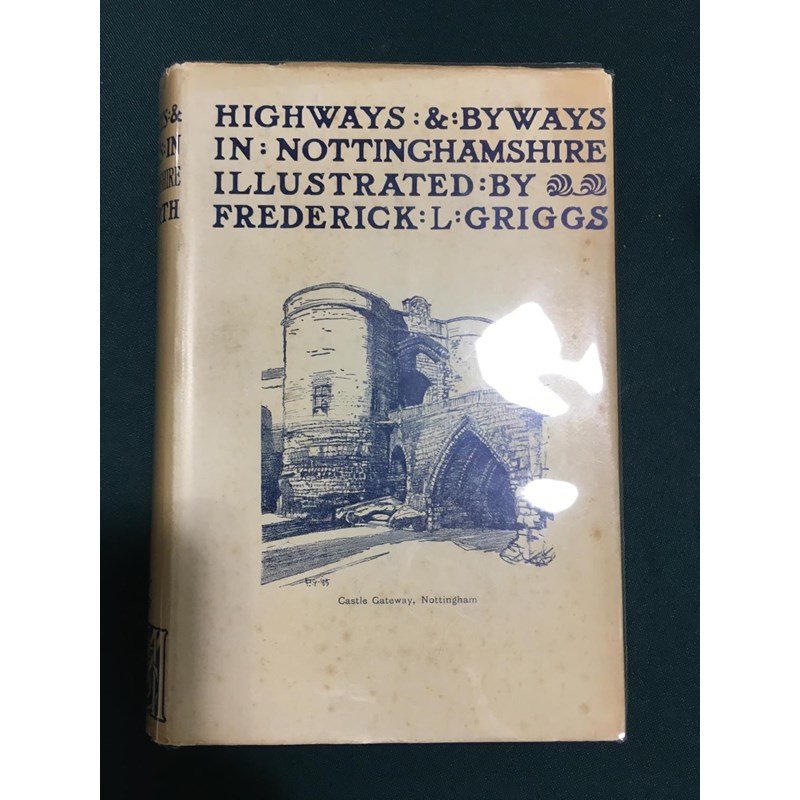 HIGHWAYS:&:BYWAYS
IN: NOTTINGHAMSHIRE
ILLUSTRATED:BY
FREDERICK:L:GRIGGS
Castle Gateway, Nottingham